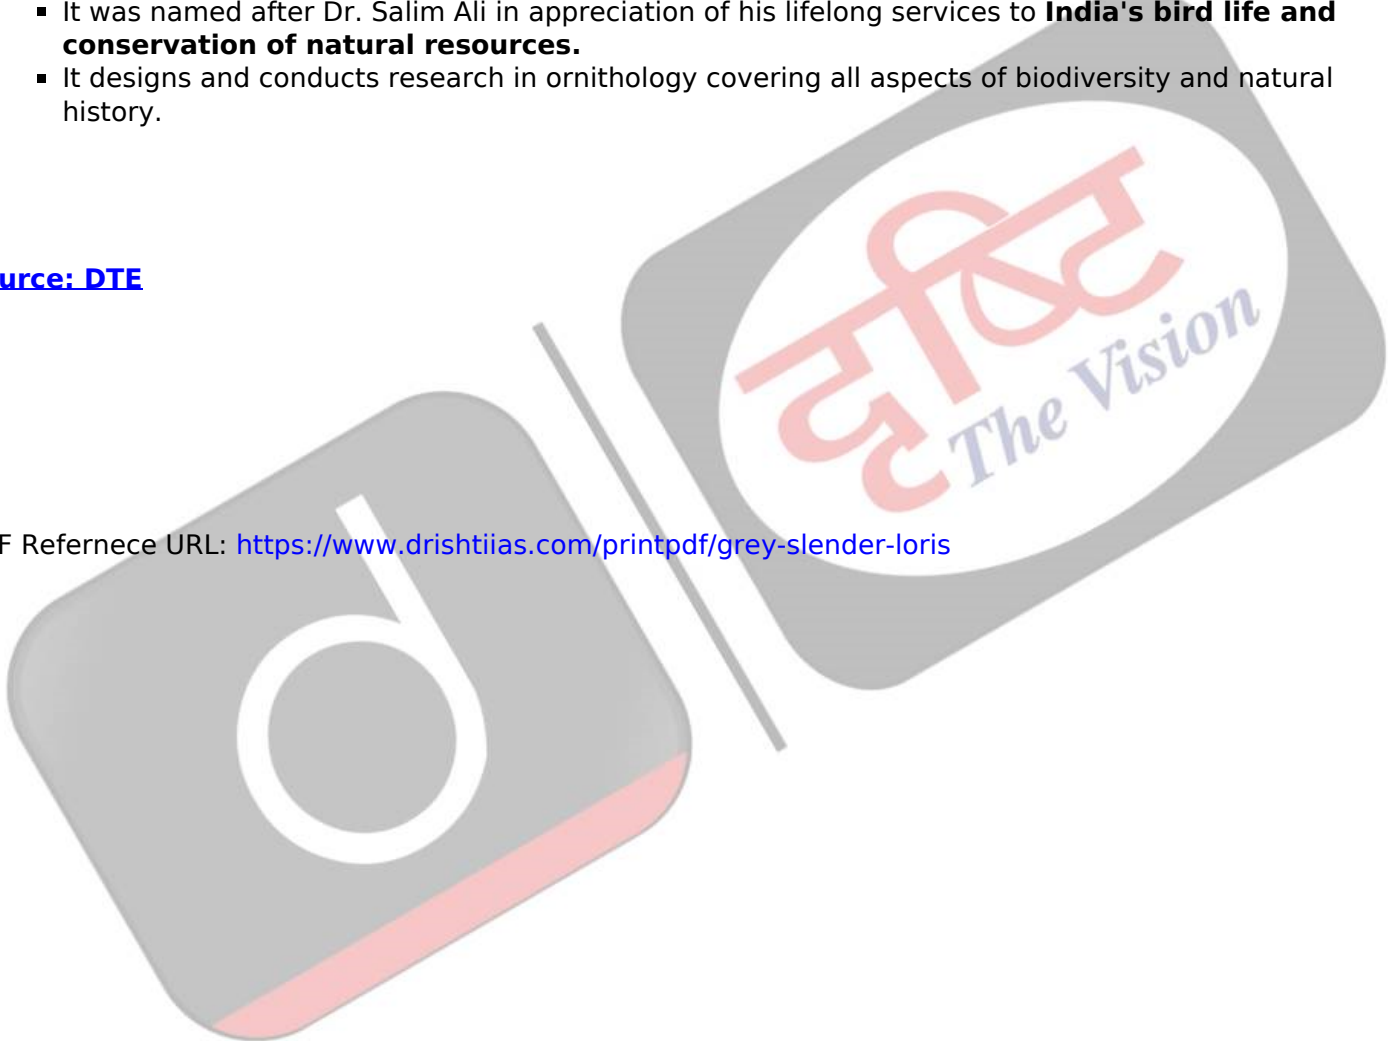 ▪ It was named after Dr. Salim Ali in appreciation of his lifelong services to India's bird life and
conservation of natural resources.
▪ It designs and conducts research in ornithology covering all aspects of biodiversity and natural
history.
urce: DTE
दृष्टि
The Vision
F Refernece URL: https://www.drishtiias.com/printpdf/grey-slender-loris
d